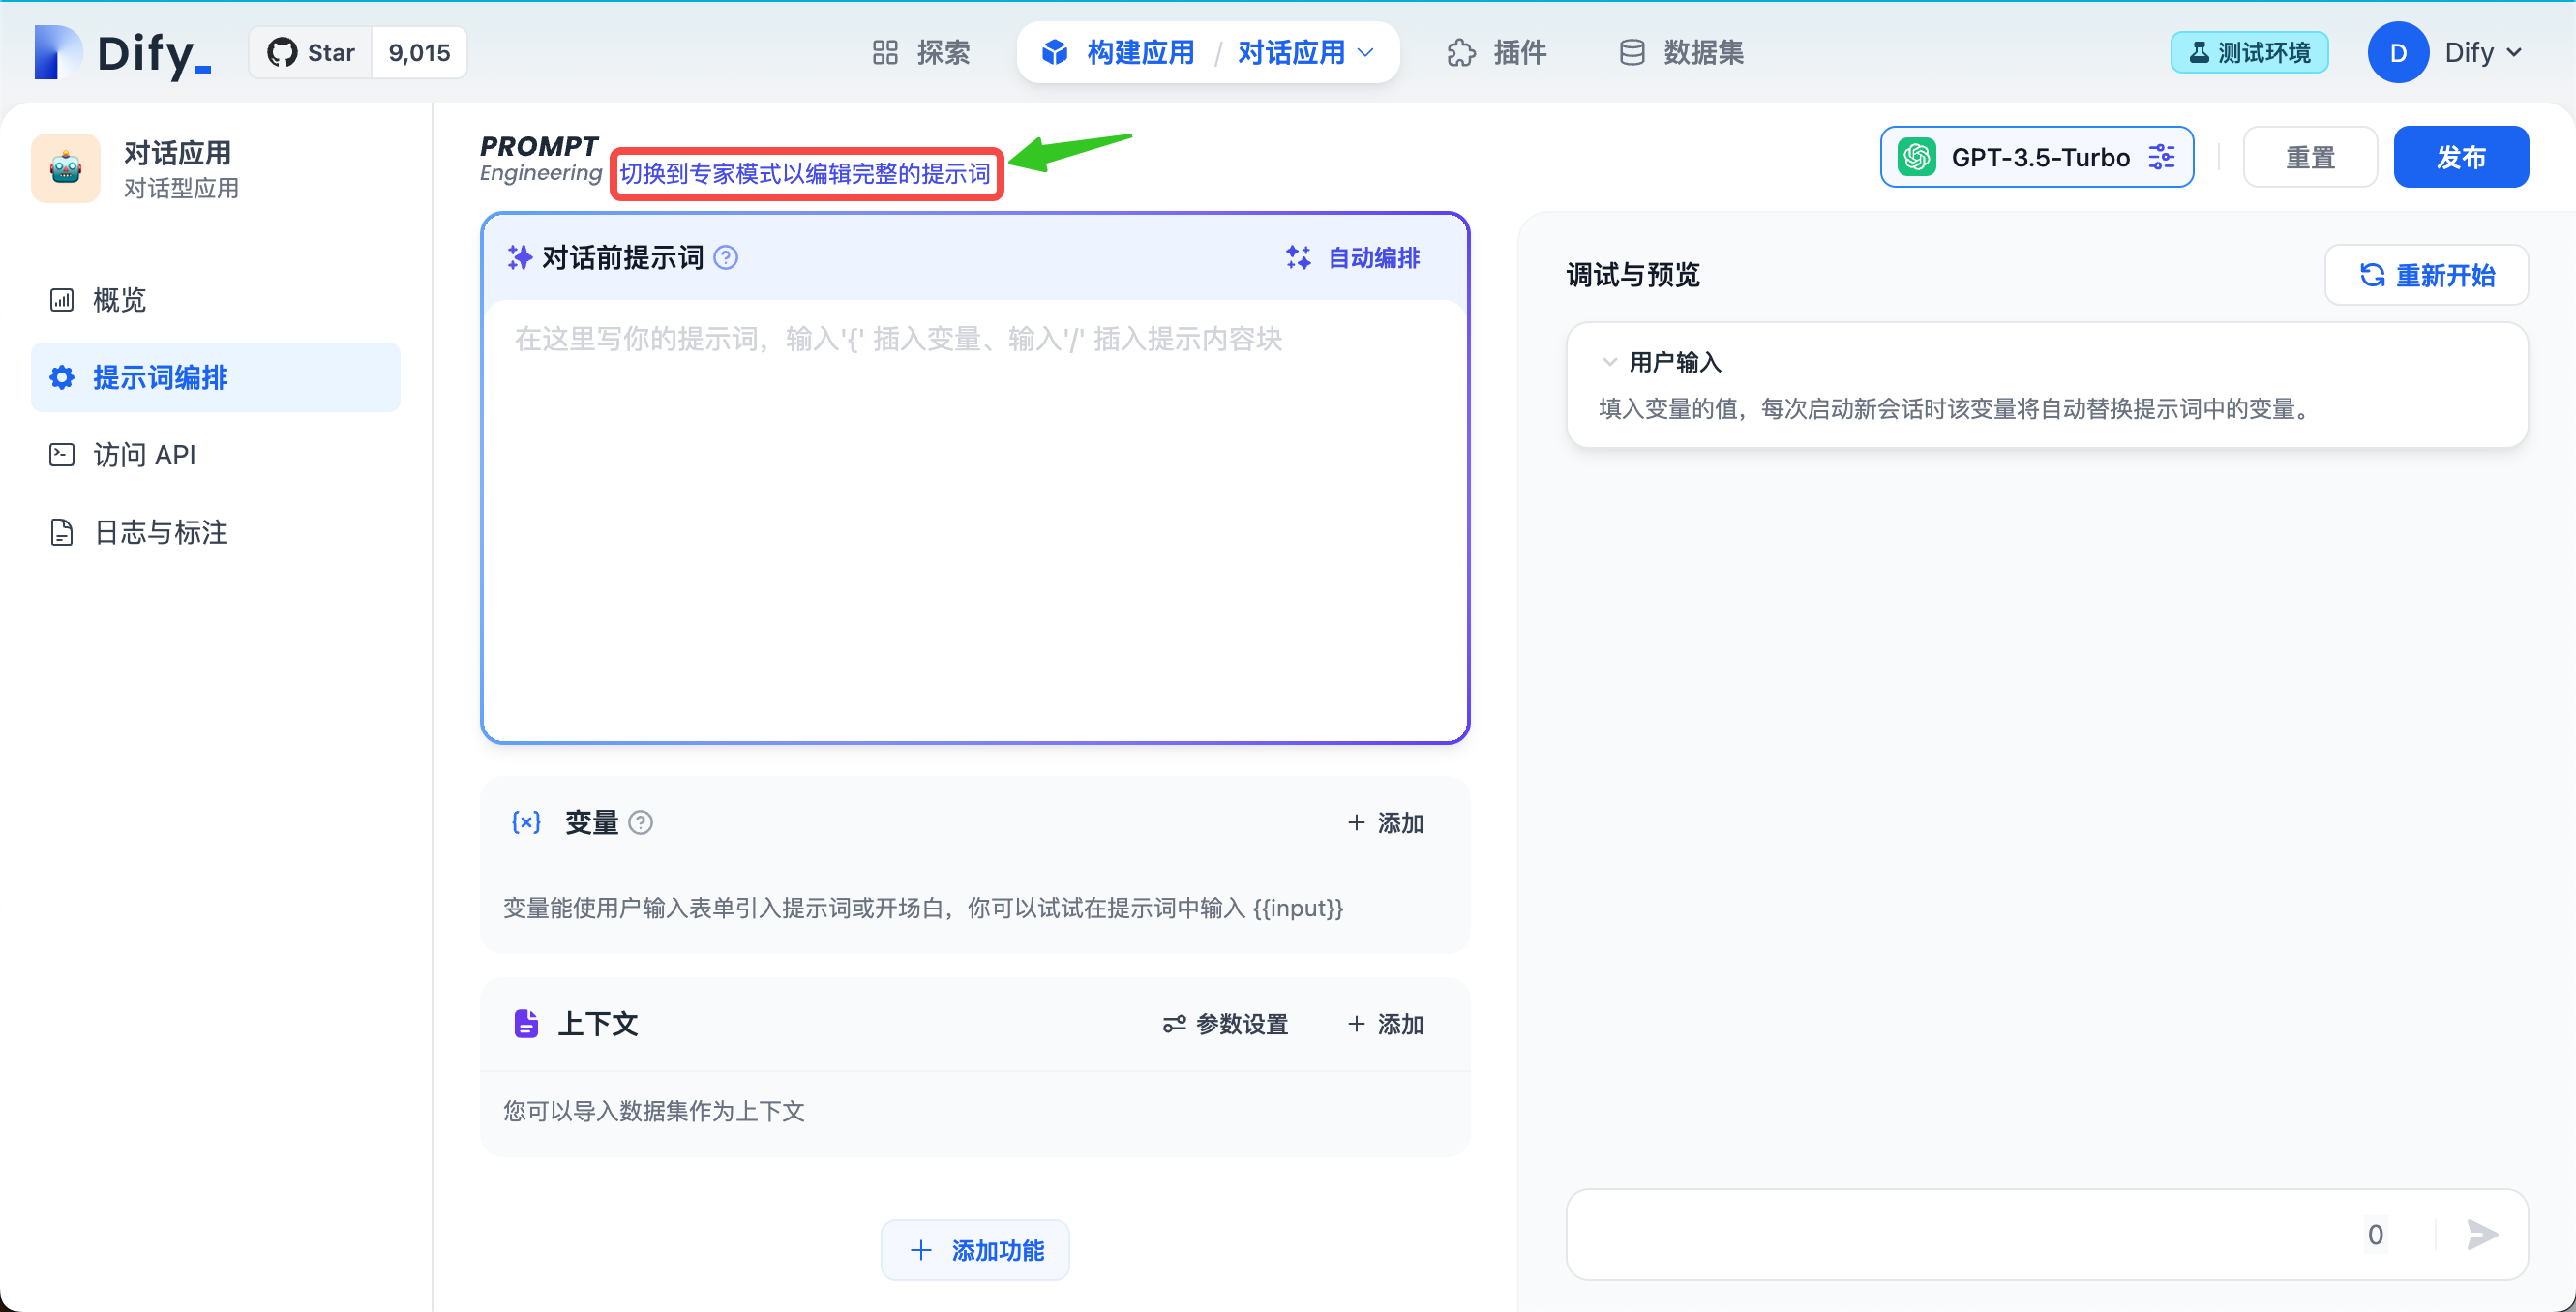 Dify_
Star 9,015
探索
构建应用 / 对话应用
插件
数据集
测试环境
D Dify
对话应用
对话型应用
概览
提示词编排
访问 API
日志与标注
PROMPT
Engineering 切换到专家模式以编辑完整的提示词
GPT-3.5-Turbo
重置
发布
对话前提示词
自动编排
在这里写你的提示词，输入'{' 插入变量、输入'/' 插入提示内容块
变量
+ 添加
变量能使用户输入表单引入提示词或开场白，你可以试试在提示词中输入 {{input}}
上下文
参数设置
+ 添加
您可以导入数据集作为上下文
+ 添加功能
调试与预览
重新开始
用户输入
填入变量的值，每次启动新会话时该变量将自动替换提示词中的变量。
0